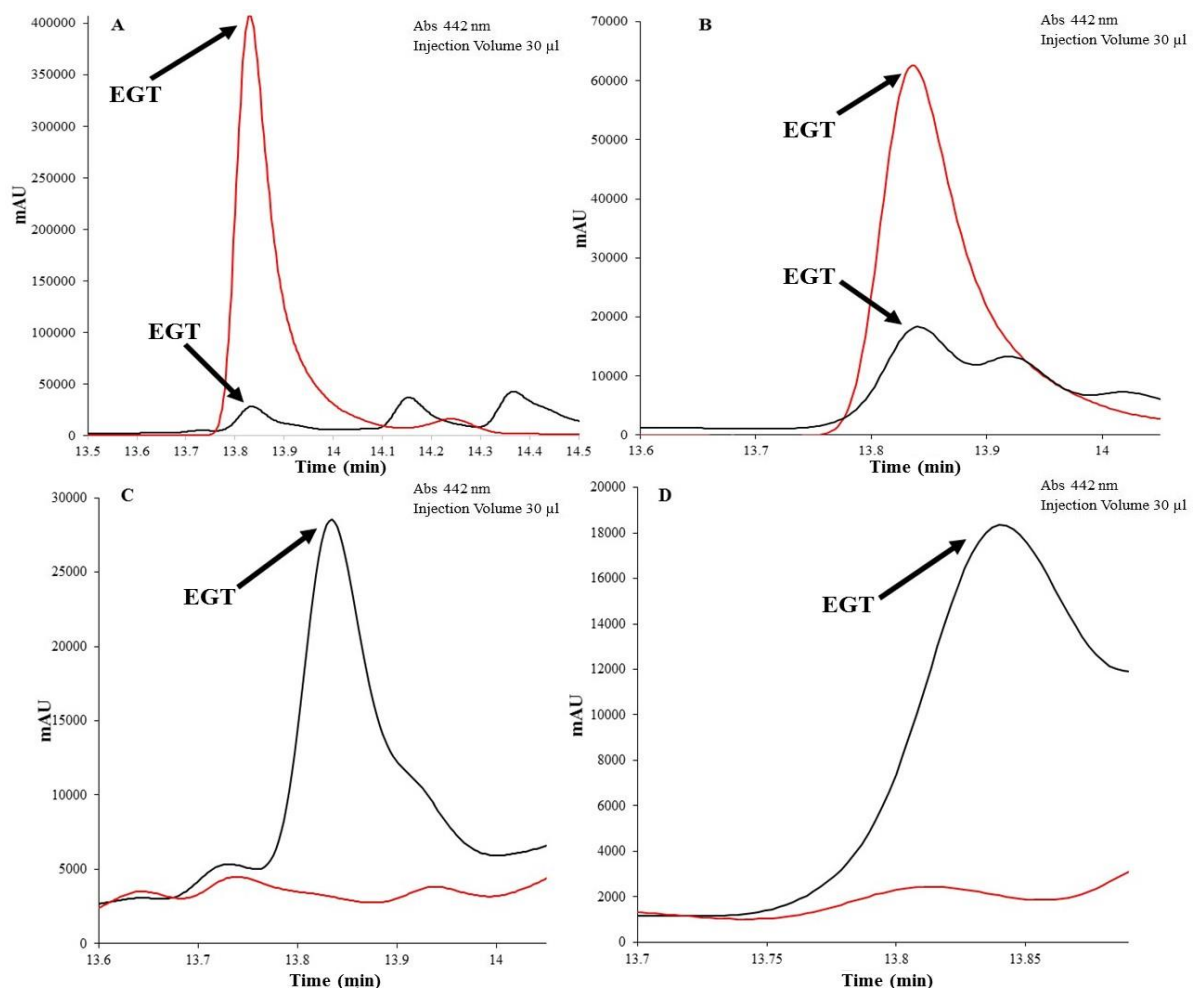 A
Abs 442 nm
Injection Volume 30 µl
EGT
EGT
mAU
400000
350000
300000
250000
200000
150000
100000
50000
0
13.5 13.6 13.7 13.8 13.9 14 14.1 14.2 14.3 14.4 14.5
Time (min)
B
Abs 442 nm
Injection Volume 30 µl
EGT
EGT
mAU
70000
60000
50000
40000
30000
20000
10000
0
13.6 13.7 13.8 13.9 14
Time (min)
C
Abs 442 nm
Injection Volume 30 µl
EGT
mAU
30000
25000
20000
15000
10000
5000
0
13.6 13.7 13.8 13.9 14
Time (min)
D
Abs 442 nm
Injection Volume 30 µl
EGT
mAU
20000
18000
16000
14000
12000
10000
8000
6000
4000
2000
0
13.7 13.75 13.8 13.85
Time (min)